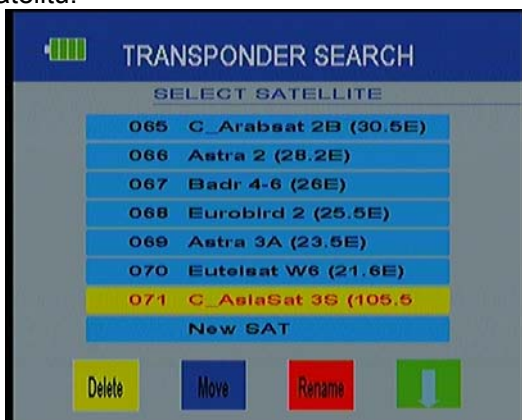 TRANSPONDER SEARCH
SELECT SATELLITE
065 C_Arabsat 2B (30.5E)
066 Astra 2 (28.2E)
067 Badr 4-6 (26E)
068 Eurobird 2 (25.5E)
069 Astra 3A (23.5E)
070 Eutelsat W6 (21.6E)
071 C_AsiaSat 3S (105.5
New SAT
Delete Move Rename